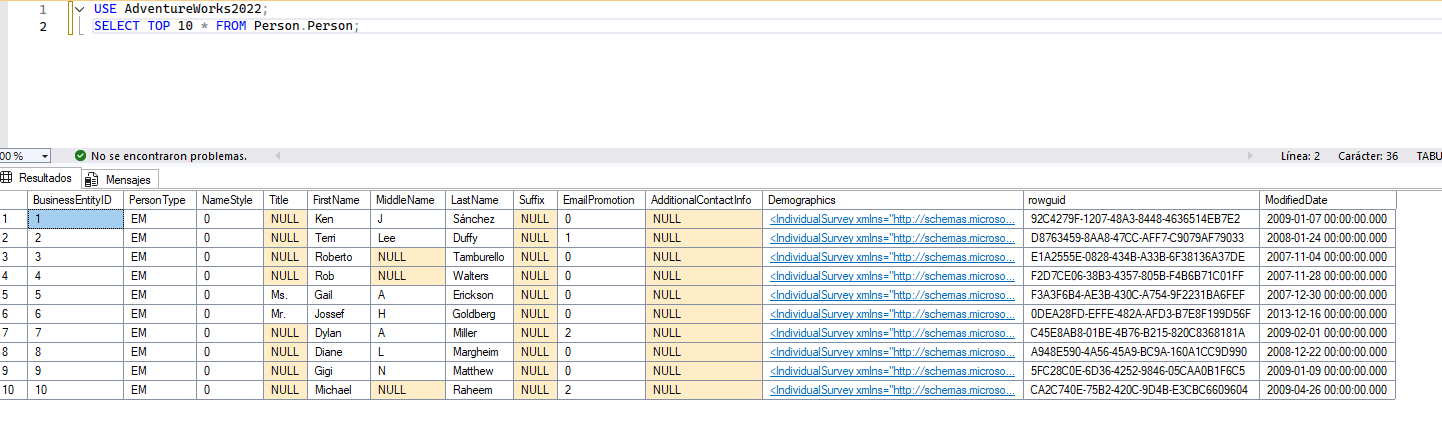 1 USE AdventureWorks2022;
2 SELECT TOP 10 * FROM Person.Person;
00 % No se encontraron problemas. Línea: 2 Carácter: 36 TABU
Resultados Mensajes
BusinessEntityID PersonType NameStyle Title FirstName MiddleName LastName Suffix EmailPromotion AdditionalContactInfo Demographics rowguid ModifiedDate
1 1 EM 0 NULL Ken J Sánchez NULL 0 NULL <IndividualSurvey xmlns="http://schemas.microso... 92C4279F-1207-48A3-8448-4636514EB7E2 2009-01-07 00:00:00.000
2 2 EM 0 NULL Terri Lee Duffy NULL 1 NULL <IndividualSurvey xmlns="http://schemas.microso... D8763459-8AA8-47CC-AFF7-C9079AF79033 2008-01-24 00:00:00.000
3 3 EM 0 NULL Roberto NULL Tamburello NULL 0 NULL <IndividualSurvey xmlns="http://schemas.microso... E1A2555E-0828-434B-A33B-6F38136A37DE 2007-11-04 00:00:00.000
4 4 EM 0 NULL Rob NULL Walters NULL 0 NULL <IndividualSurvey xmlns="http://schemas.microso... F2D7CE06-38B3-4357-805B-F4B6B71C01FF 2007-11-28 00:00:00.000
5 5 EM 0 Ms. Gail A Erickson NULL 0 NULL <IndividualSurvey xmlns="http://schemas.microso... F3A3F6B4-AE3B-430C-A754-9F2231BA6FEF 2007-12-30 00:00:00.000
6 6 EM 0 Mr. Jossef H Goldberg NULL 0 NULL <IndividualSurvey xmlns="http://schemas.microso... 0DEA28FD-EFFE-482A-AFD3-B7E8F199D56F 2013-12-16 00:00:00.000
7 7 EM 0 NULL Dylan A Miller NULL 2 NULL <IndividualSurvey xmlns="http://schemas.microso... C45E8AB8-01BE-4B76-B215-820C8368181A 2009-02-01 00:00:00.000
8 8 EM 0 NULL Diane L Margheim NULL 0 NULL <IndividualSurvey xmlns="http://schemas.microso... A948E590-4A56-45A9-BC9A-160A1CC9D990 2008-12-22 00:00:00.000
9 9 EM 0 NULL Gigi N Matthew NULL 0 NULL <IndividualSurvey xmlns="http://schemas.microso... 5FC28C0E-6D36-4252-9846-05CAA0B1F6C5 2009-01-09 00:00:00.000
10 10 EM 0 NULL Michael NULL Raheem NULL 2 NULL <IndividualSurvey xmlns="http://schemas.microso... CA2C740E-75B2-420C-9D4B-E3CBC6609604 2009-04-26 00:00:00.000